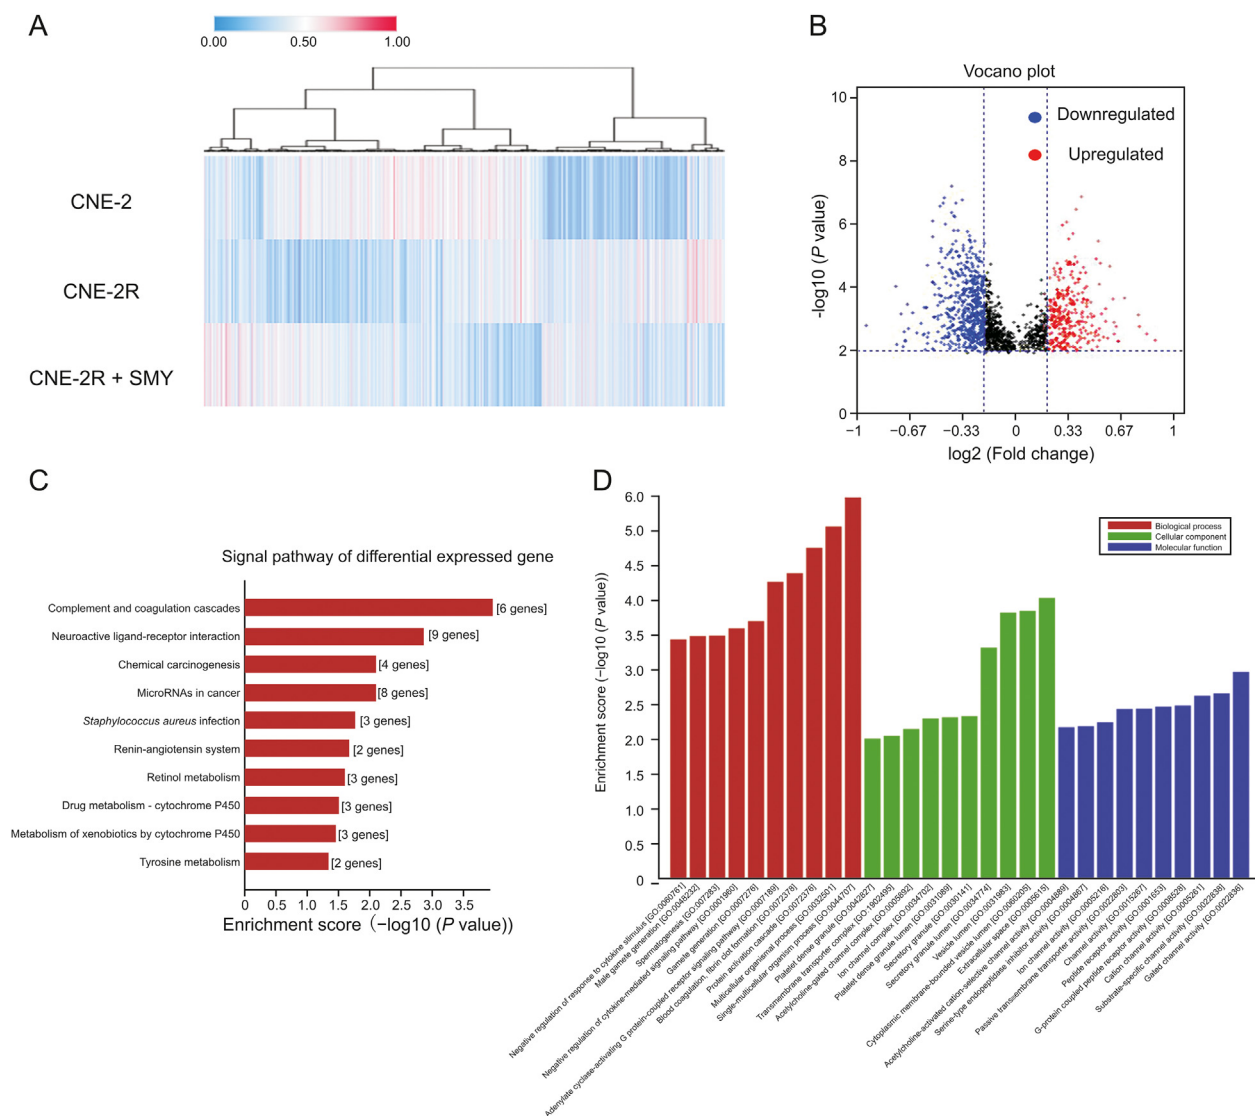 A
0.00
0.50
1.00
CNE-2
CNE-2R
CNE-2R + SMY
B
Vocano plot
Downregulated
Upregulated
10
8
6
4
2
0
-log10 (P value)
−1
−0.67
−0.33
0
0.33
0.67
1
log2 (Fold change)
C
Signal pathway of differential expressed gene
Complement and coagulation cascades
[6 genes]
Neuroactive ligand-receptor interaction
[9 genes]
Chemical carcinogenesis
[4 genes]
MicroRNAs in cancer
[8 genes]
Staphylococcus aureus infection
[3 genes]
Renin-angiotensin system
[2 genes]
Retinol metabolism
[3 genes]
Drug metabolism - cytochrome P450
[3 genes]
Metabolism of xenobiotics by cytochrome P450
[3 genes]
Tyrosine metabolism
[2 genes]
0
0.5
1.0
1.5
2.0
2.5
3.0
3.5
Enrichment score (−log10 (P value))
D
6.0
5.5
5.0
4.5
4.0
3.5
3.0
2.5
2.0
1.5
1.0
0.5
0
Enrichment score (−log10 (P value))
Biological process
Cellular component
Molecular function
Negative regulation of response to cytokine stimulus [GO:0060761]
Male gamete generation [GO:0048232]
Spermatogenesis [GO:007283]
Negative regulation of cytokine-mediated signaling pathway [GO:0001960]
Gamete generation [GO:007276]
Adenylate cyclase-activating G protein-coupled receptor signaling pathway [GO:0007189]
Blood coagulation, fibrin clot formation [GO:0072378]
Protein activation cascade [GO:0072376]
Multicellular organismal process [GO:0032501]
Single-multicellular organism process [GO:0044707]
Platelet dense granule [GO:0042827]
Transmembrane transporter complex [GO:1902495]
Acetylcholine-gated channel complex [GO:0005892]
Ion channel complex [GO:0034702]
Platelet dense granule lumen [GO:0031089]
Secretory granule [GO:0030141]
Secretory granule lumen [GO:0034774]
Vesicle lumen [GO:0031983]
Cytoplasmic membrane-bounded vesicle lumen [GO:0060205]
Extracellular space [GO:0005615]
Acetylcholine-activated cation-selective channel activity [GO:0004889]
Serine-type endopeptidase inhibitor activity [GO:0004867]
Ion channel activity [GO:0005216]
Passive transmembrane transporter activity [GO:0022803]
Channel activity [GO:0015267]
Peptide receptor activity [GO:0001653]
G-protein coupled peptide receptor activity [GO:0008528]
Cation channel activity [GO:0005261]
Substrate-specific channel activity [GO:0022838]
Gated channel activity [GO:0022836]